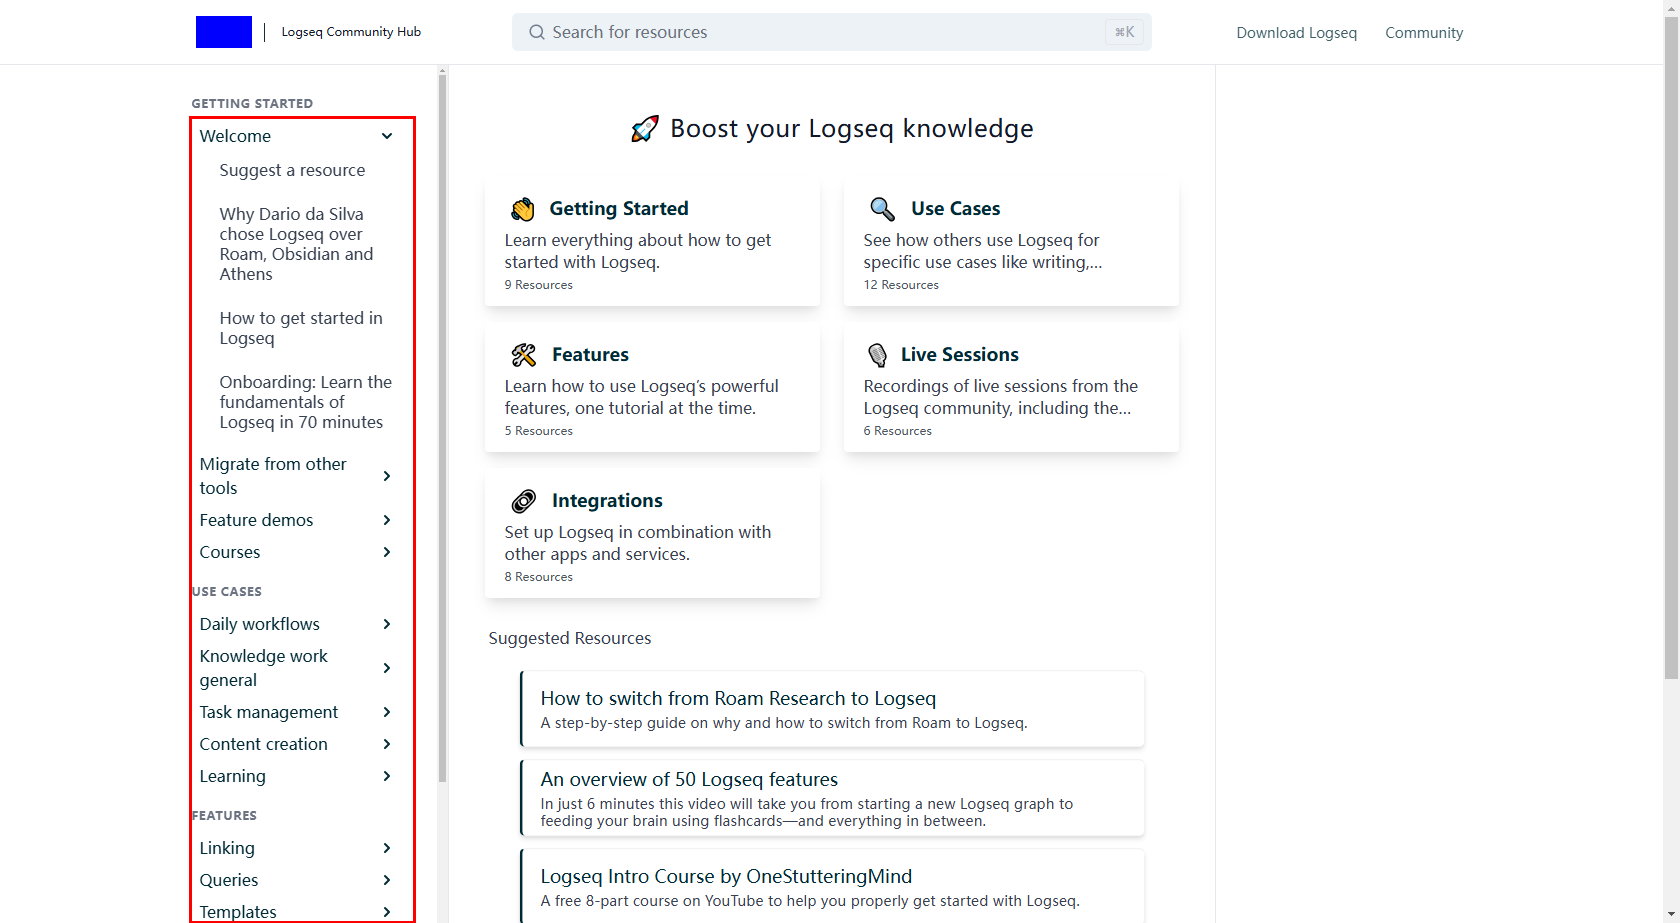 Logseq Community Hub
Search for resources
⌘K
Download Logseq
Community
GETTING STARTED
Welcome
Suggest a resource
Why Dario da Silva
chose Logseq over
Roam, Obsidian and
Athens
How to get started in
Logseq
Onboarding: Learn the
fundamentals of
Logseq in 70 minutes
Migrate from other
tools
Feature demos
Courses
USE CASES
Daily workflows
Knowledge work
general
Task management
Content creation
Learning
FEATURES
Linking
Queries
Templates
🚀 Boost your Logseq knowledge
👋 Getting Started
Learn everything about how to get
started with Logseq.
9 Resources
🔍 Use Cases
See how others use Logseq for
specific use cases like writing,...
12 Resources
🛠 Features
Learn how to use Logseq’s powerful
features, one tutorial at the time.
5 Resources
🎙 Live Sessions
Recordings of live sessions from the
Logseq community, including the...
6 Resources
🔗 Integrations
Set up Logseq in combination with
other apps and services.
8 Resources
Suggested Resources
How to switch from Roam Research to Logseq
A step-by-step guide on why and how to switch from Roam to Logseq.
An overview of 50 Logseq features
In just 6 minutes this video will take you from starting a new Logseq graph to
feeding your brain using flashcards—and everything in between.
Logseq Intro Course by OneStutteringMind
A free 8-part course on YouTube to help you properly get started with Logseq.